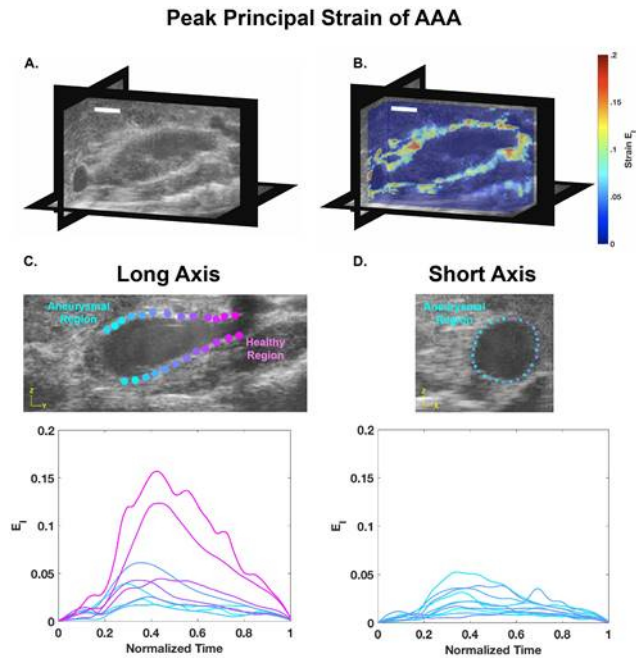 Peak Principal Strain of AAA
A.
B.
.2
.15
.1
.05
0
Strain E_I
C.
Long Axis
D.
Short Axis
Aneurysmal
Region
Healthy
Region
Z
Y
Aneurysmal
Region
Z
X
0.2
0.15
0.1
0.05
0
E_I
0
0.2
0.4
0.6
0.8
1
Normalized Time
0.2
0.15
0.1
0.05
0
E_I
0
0.2
0.4
0.6
0.8
1
Normalized Time